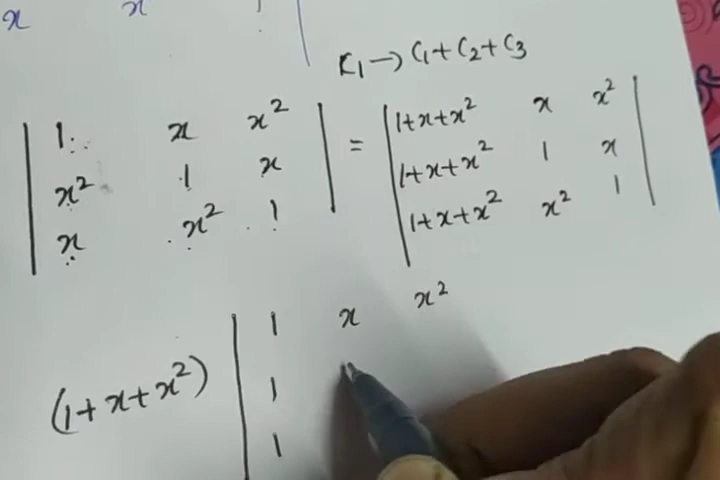 x x 1
C₁ → C₁ + C₂ + C₃
| 1 x x² | = | 1+x+x² x x² |
| x² 1 x | | 1+x+x² 1 x |
| x x² 1 | | 1+x+x² x² 1 |
(1+x+x²) | 1 x x²
1
1